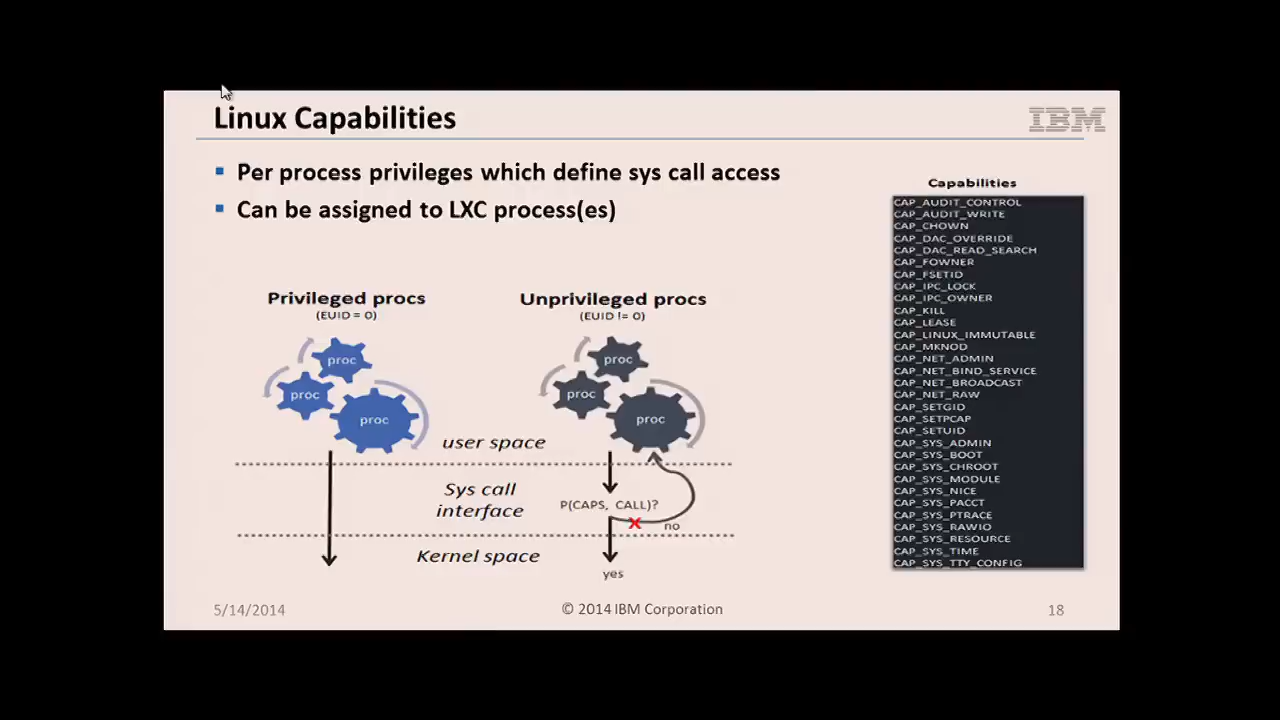 Linux Capabilities
IBM
Per process privileges which define sys call access
Can be assigned to LXC process(es)
Privileged procs
(EUID = 0)
proc
proc
proc
Unprivileged procs
(EUID != 0)
proc
proc
proc
user space
Sys call
interface
P(CAPS, CALL)?
X
no
Kernel space
yes
Capabilities
CAP_AUDIT_CONTROL
CAP_AUDIT_WRITE
CAP_CHOWN
CAP_DAC_OVERRIDE
CAP_DAC_READ_SEARCH
CAP_FOWNER
CAP_FSETID
CAP_IPC_LOCK
CAP_IPC_OWNER
CAP_KILL
CAP_LEASE
CAP_LINUX_IMMUTABLE
CAP_MKNOD
CAP_NET_ADMIN
CAP_NET_BIND_SERVICE
CAP_NET_BROADCAST
CAP_NET_RAW
CAP_SETGID
CAP_SETPCAP
CAP_SETUID
CAP_SYS_ADMIN
CAP_SYS_BOOT
CAP_SYS_CHROOT
CAP_SYS_MODULE
CAP_SYS_NICE
CAP_SYS_PACCT
CAP_SYS_PTRACE
CAP_SYS_RAWIO
CAP_SYS_RESOURCE
CAP_SYS_TIME
CAP_SYS_TTY_CONFIG
5/14/2014
© 2014 IBM Corporation
18